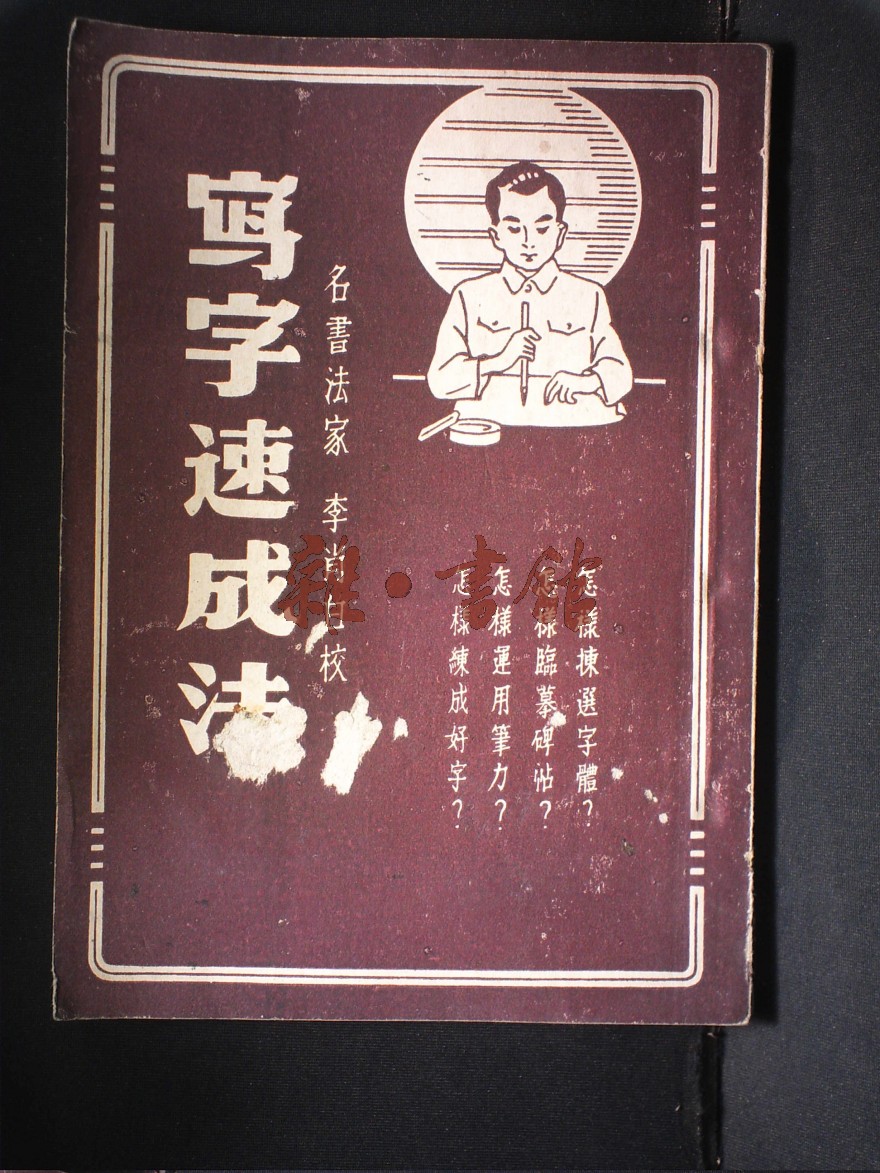 怎樣揀選字體？
怎樣臨摹碑帖？
怎樣運用筆力？
怎樣練成好字？
名書法家 李肖白校
寫字速成法
雜·書館